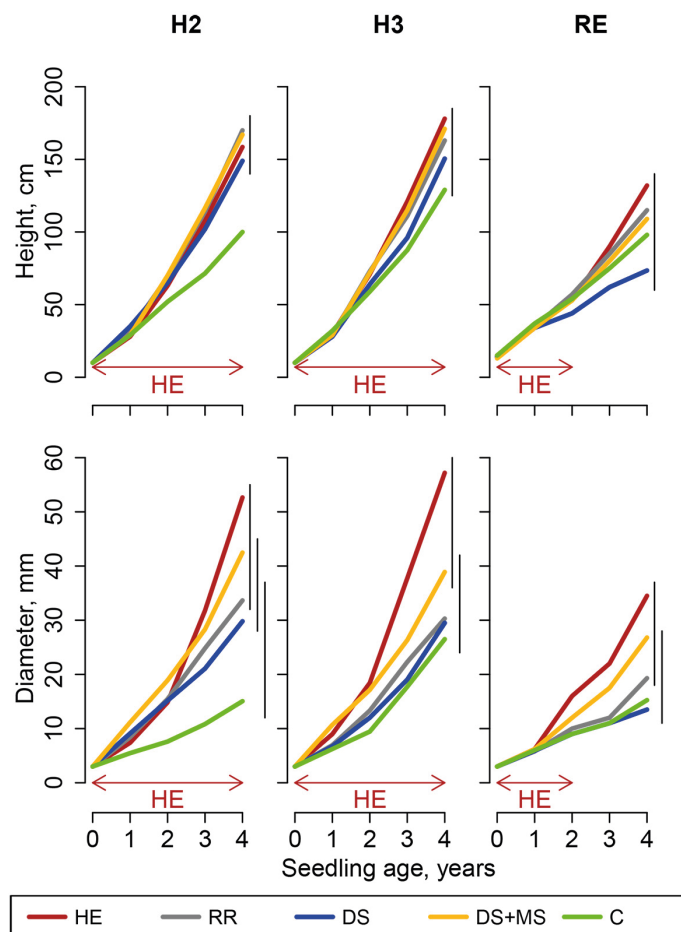 H2 H3 RE
Height, cm
200
150
100
50
0
HE HE HE
Diameter, mm
60
50
40
30
20
10
0
HE HE HE
0 1 2 3 4 0 1 2 3 4 0 1 2 3 4
Seedling age, years
HE RR DS DS+MS C